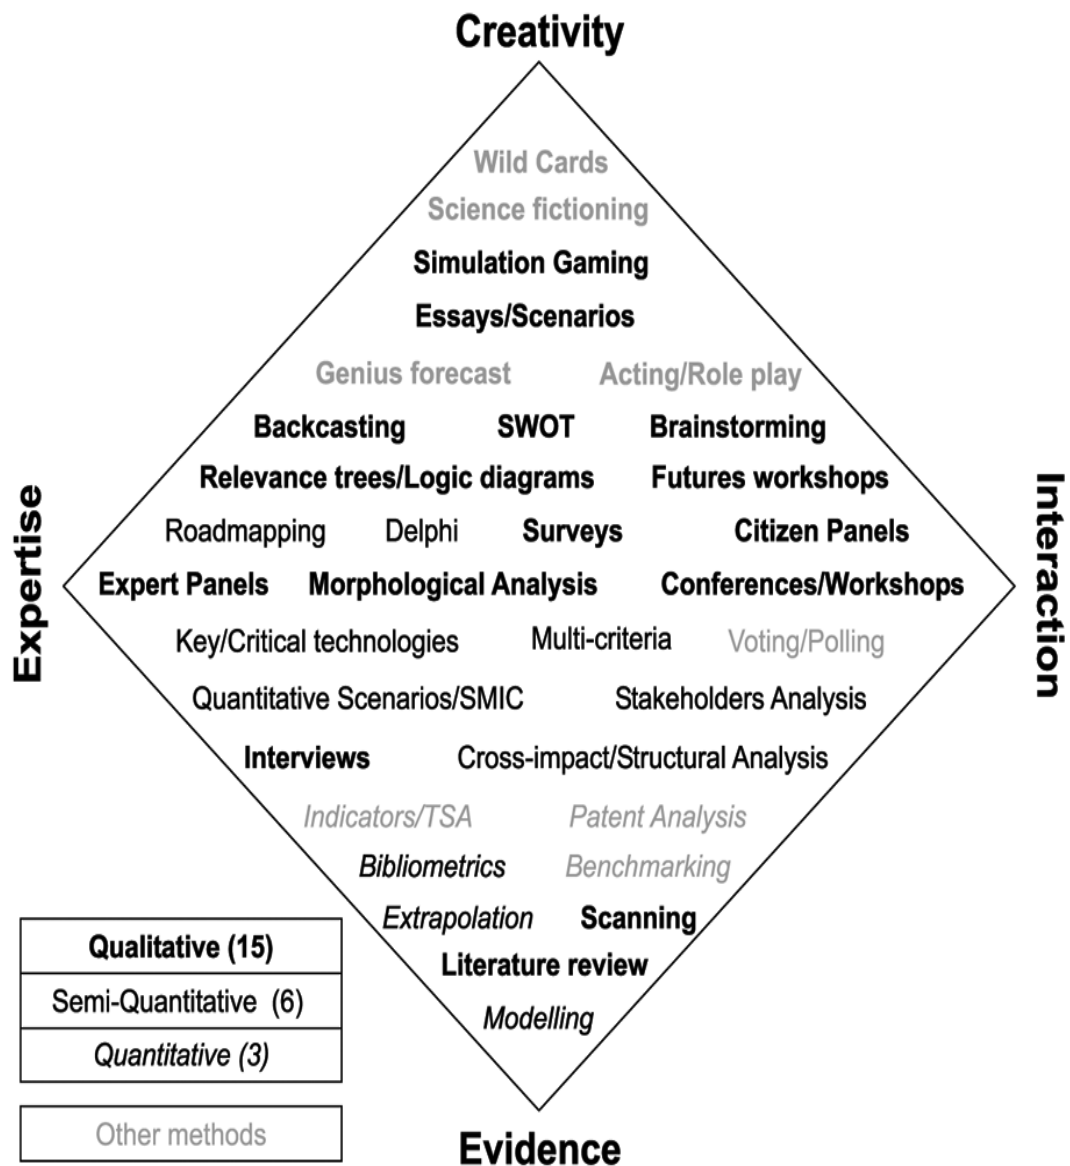 Creativity
Wild Cards
Science fictioning
Simulation Gaming
Essays/Scenarios
Genius forecast Acting/Role play
Backcasting SWOT Brainstorming
Relevance trees/Logic diagrams Futures workshops
Roadmapping Delphi Surveys Citizen Panels
Expert Panels Morphological Analysis Conferences/Workshops
Key/Critical technologies Multi-criteria Voting/Polling
Quantitative Scenarios/SMIC Stakeholders Analysis
Interviews Cross-impact/Structural Analysis
Indicators/TSA Patent Analysis
Bibliometrics Benchmarking
Extrapolation Scanning
Literature review
Modelling
Evidence
Expertise
Interaction
Qualitative (15)
Semi-Quantitative (6)
Quantitative (3)
Other methods